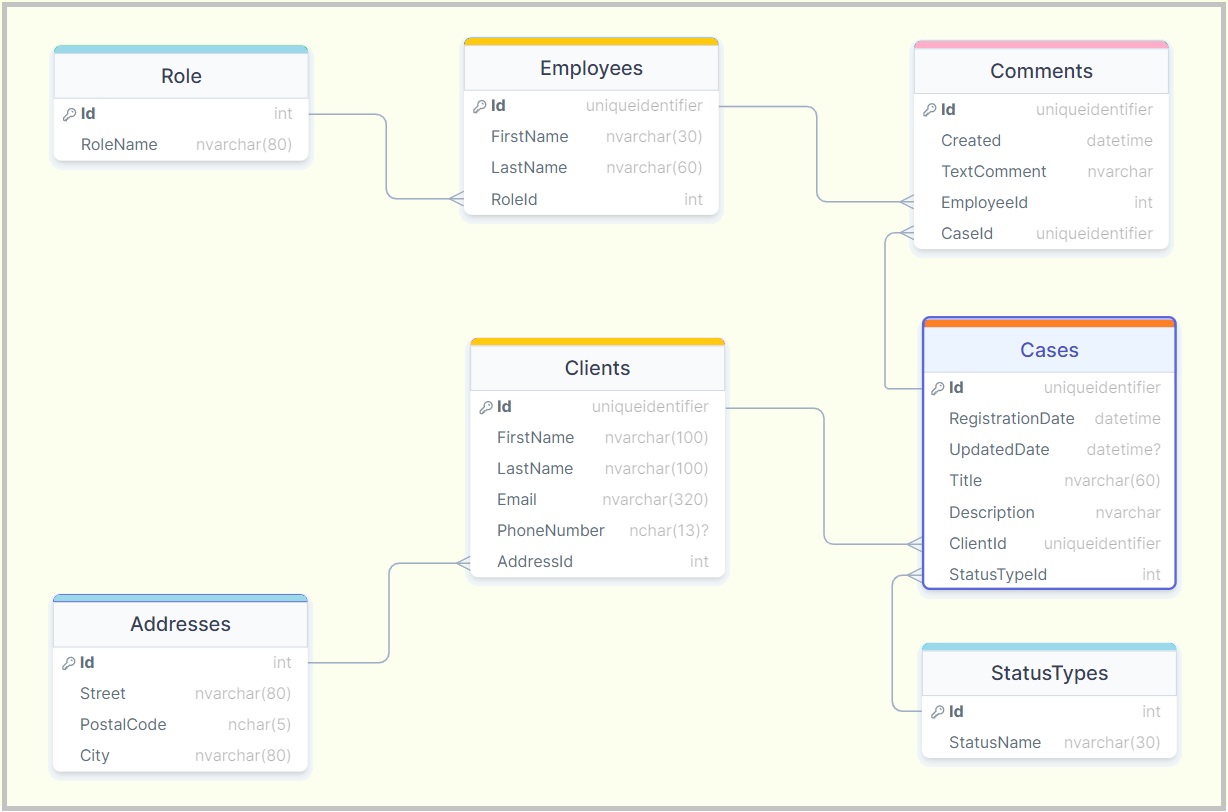 Role
Id int
RoleName nvarchar(80)
Employees
Id uniqueidentifier
FirstName nvarchar(30)
LastName nvarchar(60)
RoleId int
Comments
Id uniqueidentifier
Created datetime
TextComment nvarchar
EmployeeId int
CaseId uniqueidentifier
Clients
Id uniqueidentifier
FirstName nvarchar(100)
LastName nvarchar(100)
Email nvarchar(320)
PhoneNumber nchar(13)?
AddressId int
Cases
Id uniqueidentifier
RegistrationDate datetime
UpdatedDate datetime?
Title nvarchar(60)
Description nvarchar
ClientId uniqueidentifier
StatusTypeId int
Addresses
Id int
Street nvarchar(80)
PostalCode nchar(5)
City nvarchar(80)
StatusTypes
Id int
StatusName nvarchar(30)